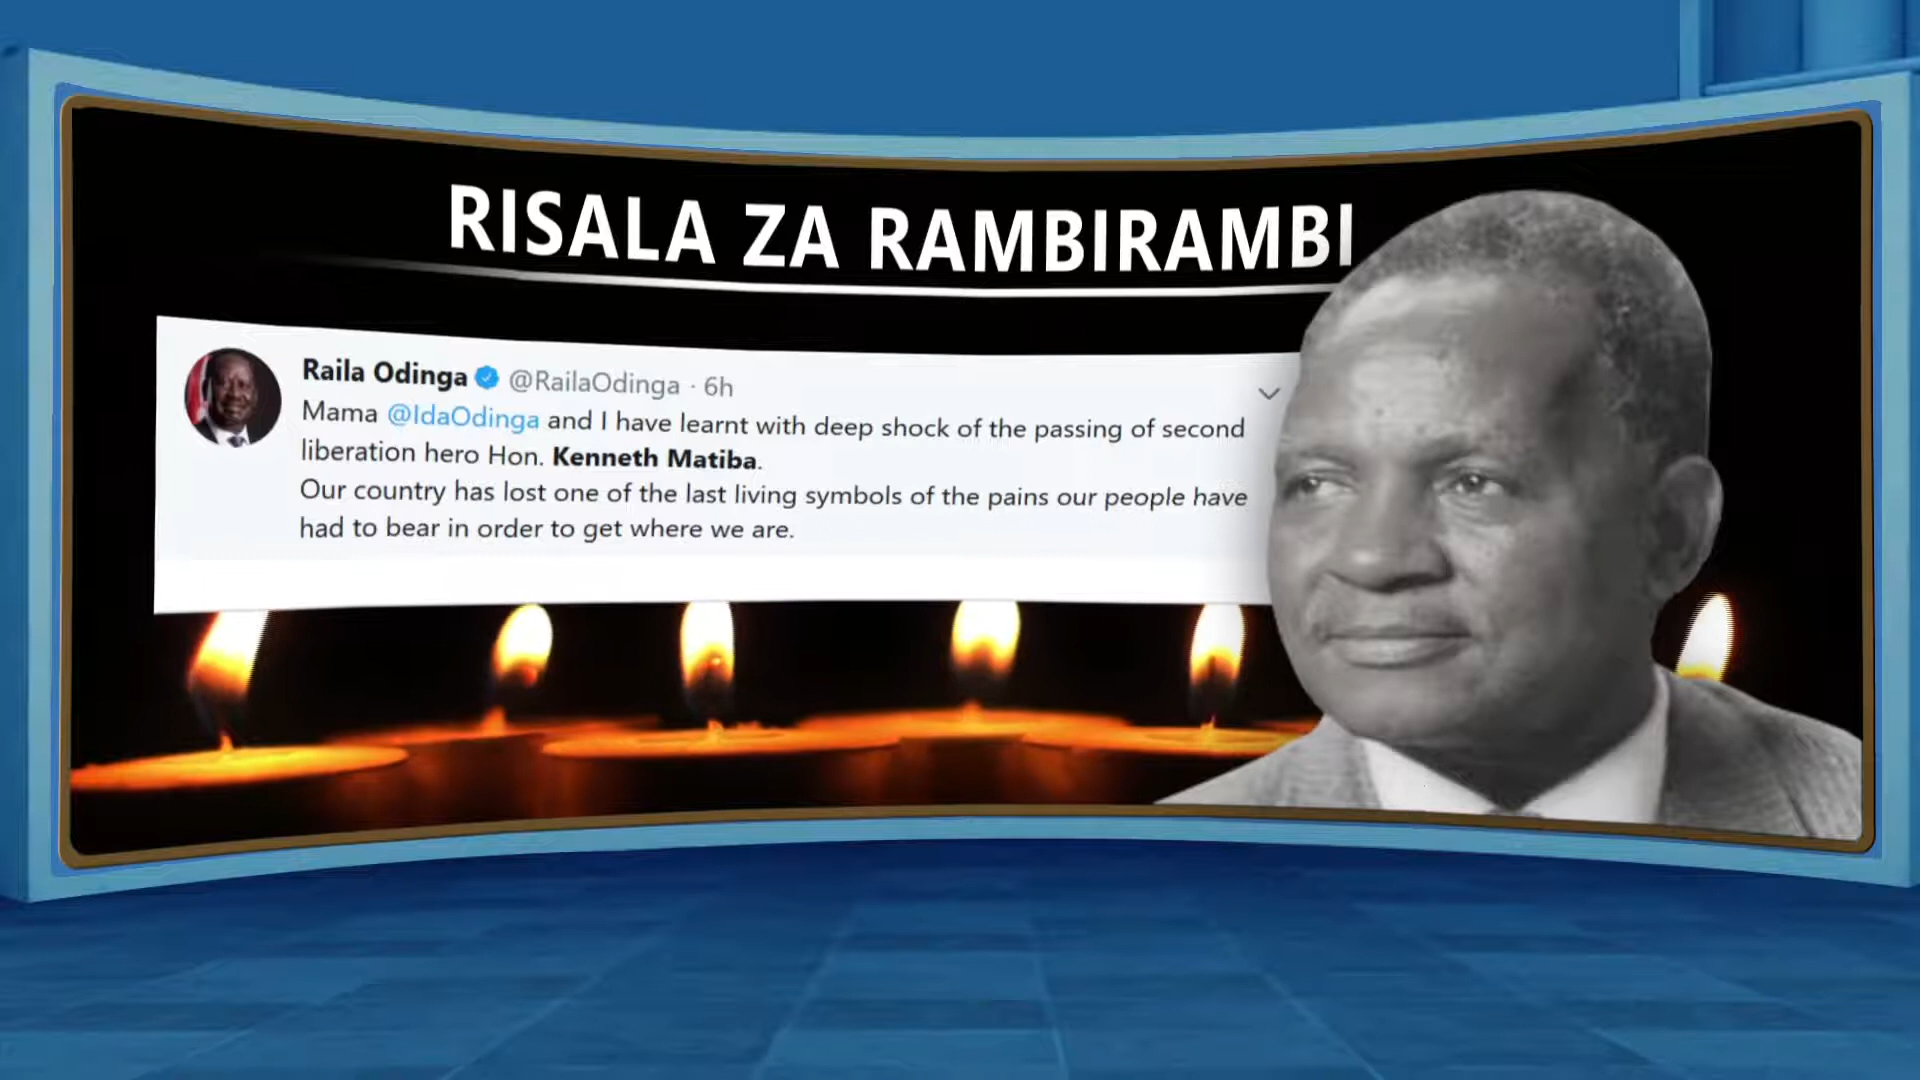 RISALA ZA RAMBIRAMBI
Raila Odinga @RailaOdinga · 6h
Mama @IdaOdinga and I have learnt with deep shock of the passing of second
liberation hero Hon. Kenneth Matiba.
Our country has lost one of the last living symbols of the pains our people have
had to bear in order to get where we are.